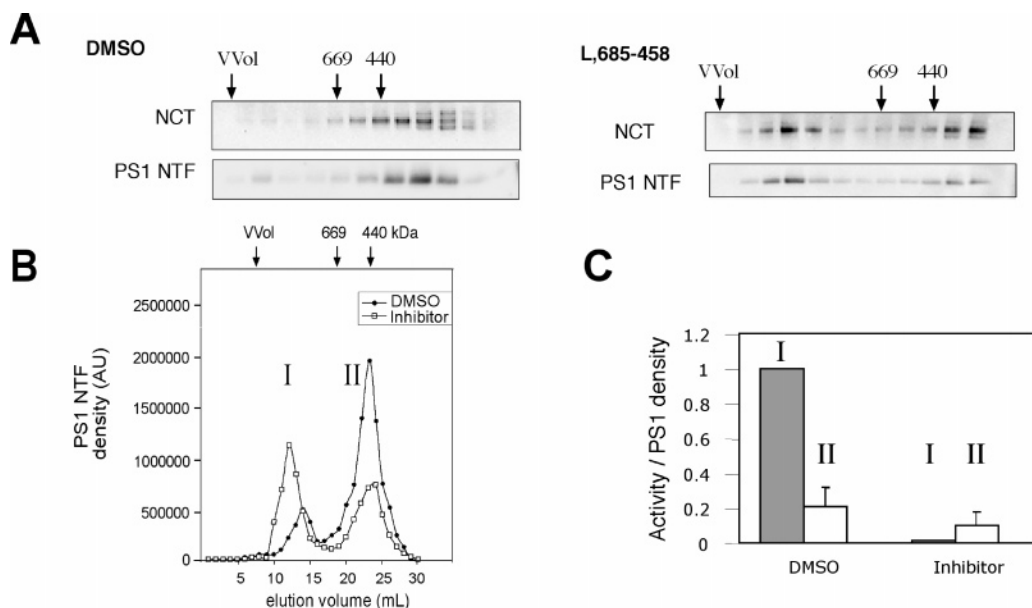 A
DMSO
VVol 669 440
NCT
PS1 NTF
L,685-458
VVol 669 440
NCT
PS1 NTF
B
VVol 669 440 kDa
PS1 NTF
density (AU)
2500000
2000000
1500000
1000000
500000
0
DMSO
Inhibitor
I II
5 10 15 20 25 30
elution volume (mL)
C
Activity / PS1 density
1.2
1
0.8
0.6
0.4
0.2
0
I
II
I II
DMSO Inhibitor